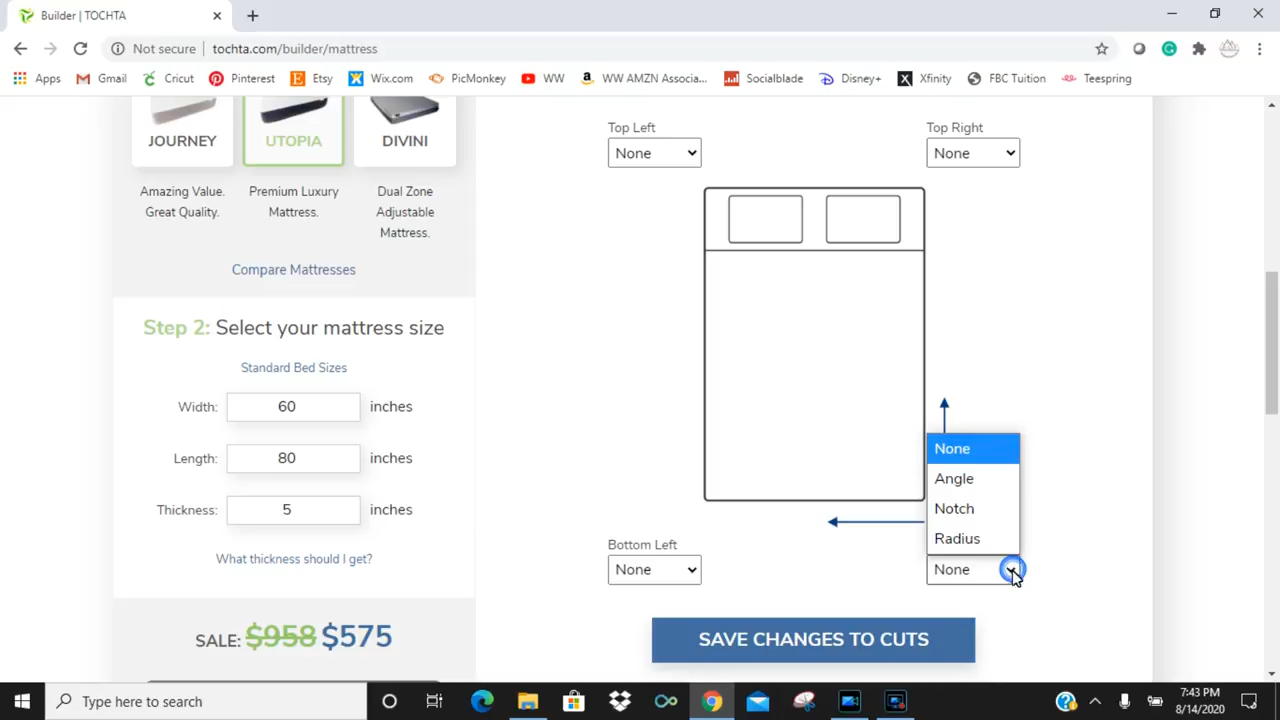 Builder | TOCHTA
Not secure tochta.com/builder/mattress
Apps Gmail Cricut Pinterest Etsy Wix.com PicMonkey WW WW AMZN Associa... Socialblade Disney+ Xfinity FBC Tuition Teespring
JOURNEY UTOPIA DIVINI
Amazing Value. Great Quality.
Premium Luxury Mattress.
Dual Zone Adjustable Mattress.
Compare Mattresses
Step 2: Select your mattress size
Standard Bed Sizes
Width: 60 inches
Length: 80 inches
Thickness: 5 inches
What thickness should I get?
SALE: $958 $575
Top Left
None
Top Right
None
None
Angle
Notch
Radius
Bottom Left
None
None
SAVE CHANGES TO CUTS
Type here to search
7:43 PM
8/14/2020